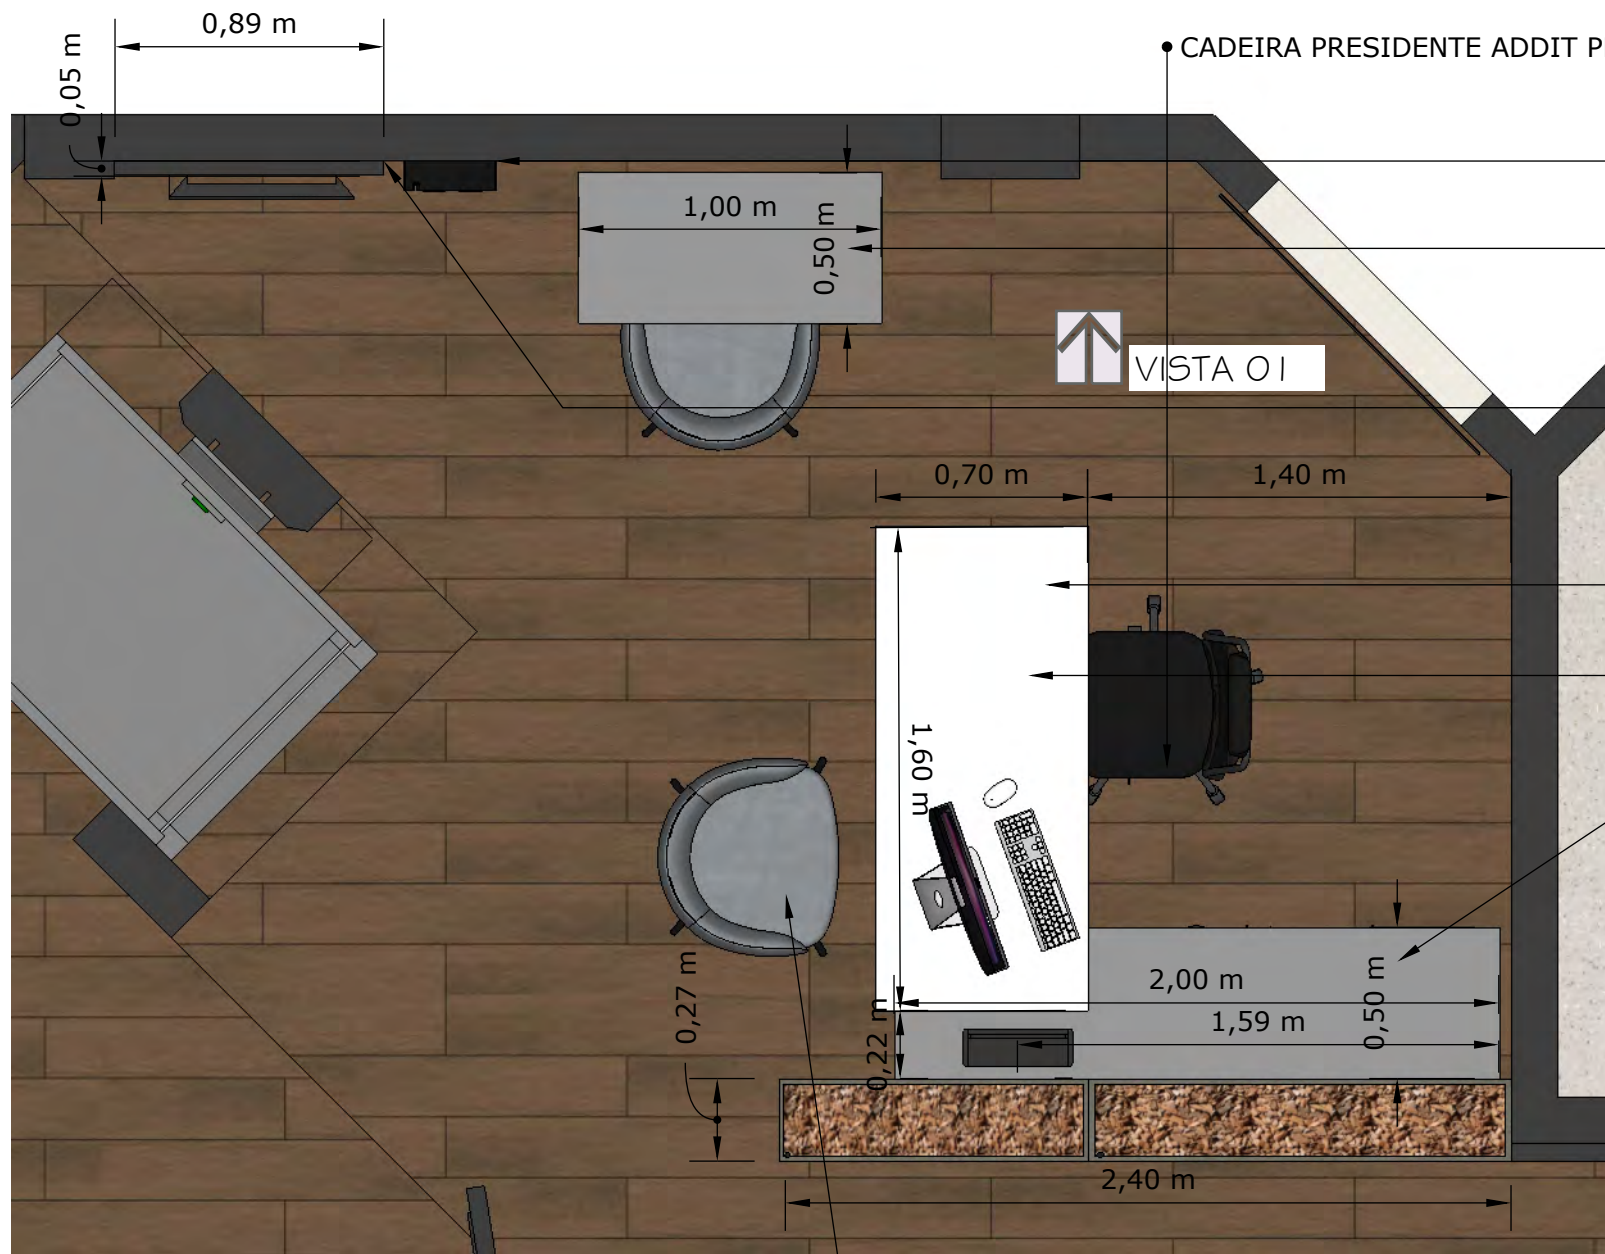 0,89 m
0,05 m
CADEIRA PRESIDENTE ADDIT P
1,00 m
0,50 m
VISTA 01
0,70 m
1,40 m
1,60 m
2,00 m
0,50 m
1,59 m
0,27 m
0,22 m
2,40 m